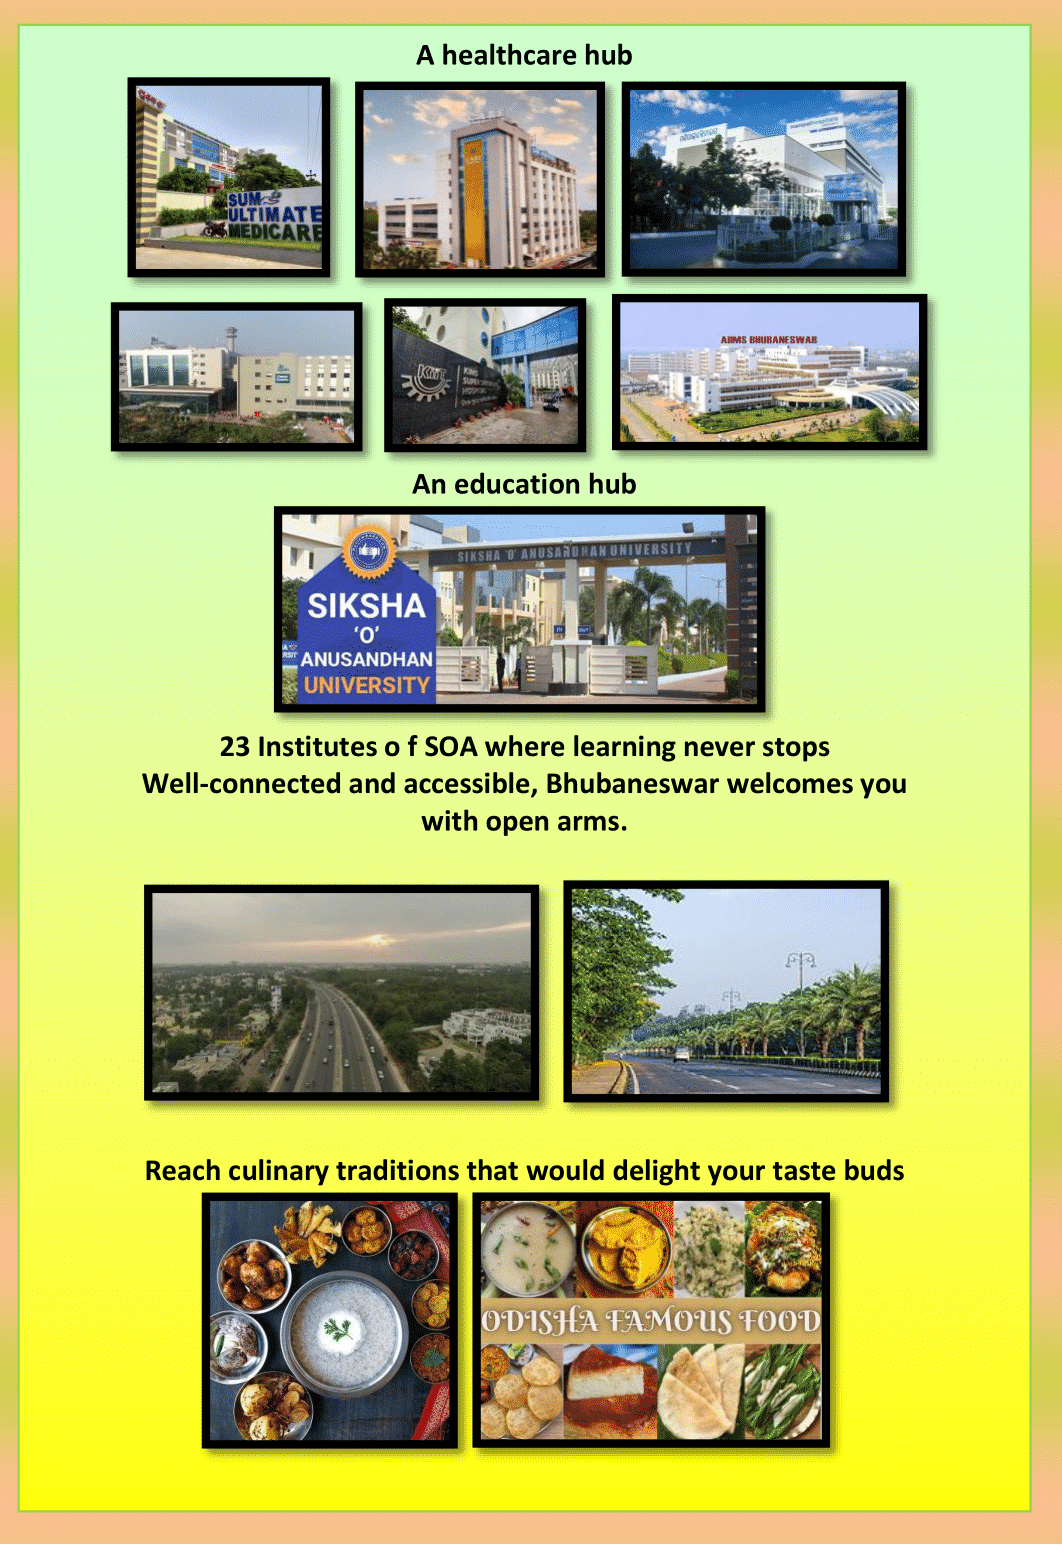 A healthcare hub
SUM
ULTIMATE
MEDICARE
KIMS
AIIMS BHUBANESWAR
An education hub
SIKSHA 'O' ANUSANDHAN UNIVERSITY
SIKSHA
'O'
ANUSANDHAN
UNIVERSITY
23 Institutes o f SOA where learning never stops
Well-connected and accessible, Bhubaneswar welcomes you
with open arms.
Reach culinary traditions that would delight your taste buds
ODISHA FAMOUS FOOD